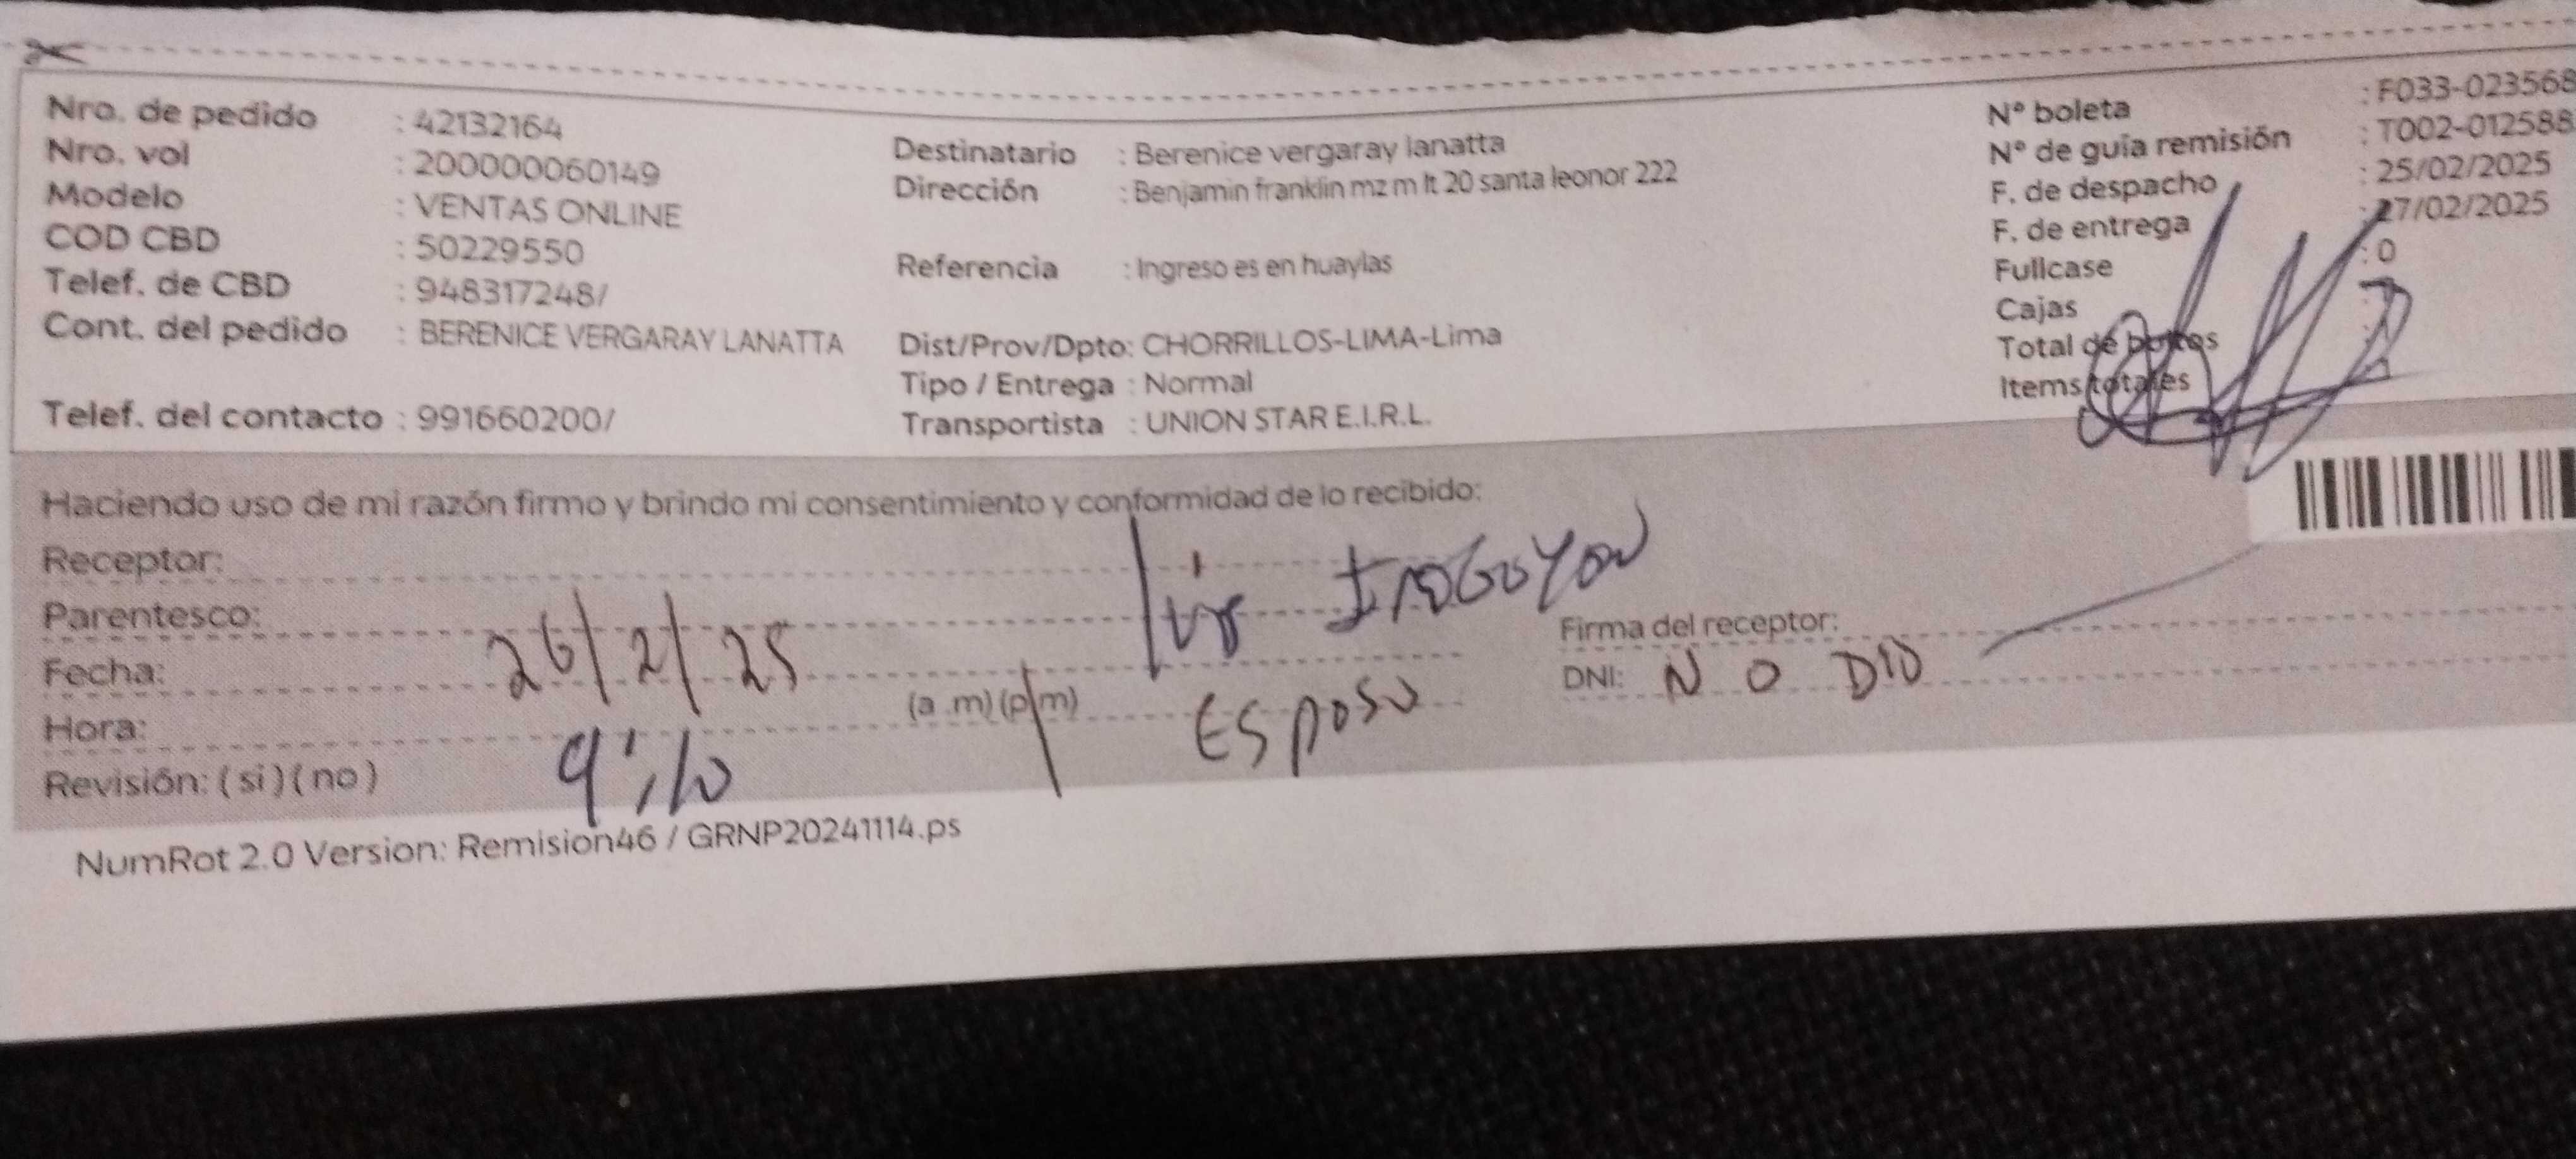 Nro. de pedido : 42132164
Nro. vol : 200000060149
Modelo : VENTAS ONLINE
COD CBD : 50229550
Telef. de CBD : 948317248/
Cont. del pedido : BERENICE VERGARAY LANATTA
Telef. del contacto : 991660200/
Destinatario : Berenice vergaray lanatta
Dirección : Benjamin franklin mz m lt 20 santa leonor 222
Referencia : Ingreso es en huaylas
Dist/Prov/Dpto: CHORRILLOS-LIMA-Lima
Tipo / Entrega : Normal
Transportista : UNION STAR E.I.R.L.
N° boleta : F033-023568
N° de guía remisión : T002-012588
F. de despacho : 25/02/2025
F. de entrega : 27/02/2025
Fullcase : 0
Cajas :
Total de bultos :
Items totales
Haciendo uso de mi razón firmo y brindo mi consentimiento y conformidad de lo recibido:
Receptor:
Parentesco:
Fecha: 26/2/25
Hora: 9:10 (a .m) (p m)
Revisión: ( si ) ( no )
Esposo
Firma del receptor:
DNI: NO DIO
NumRot 2.0 Version: Remision46 / GRNP20241114.ps